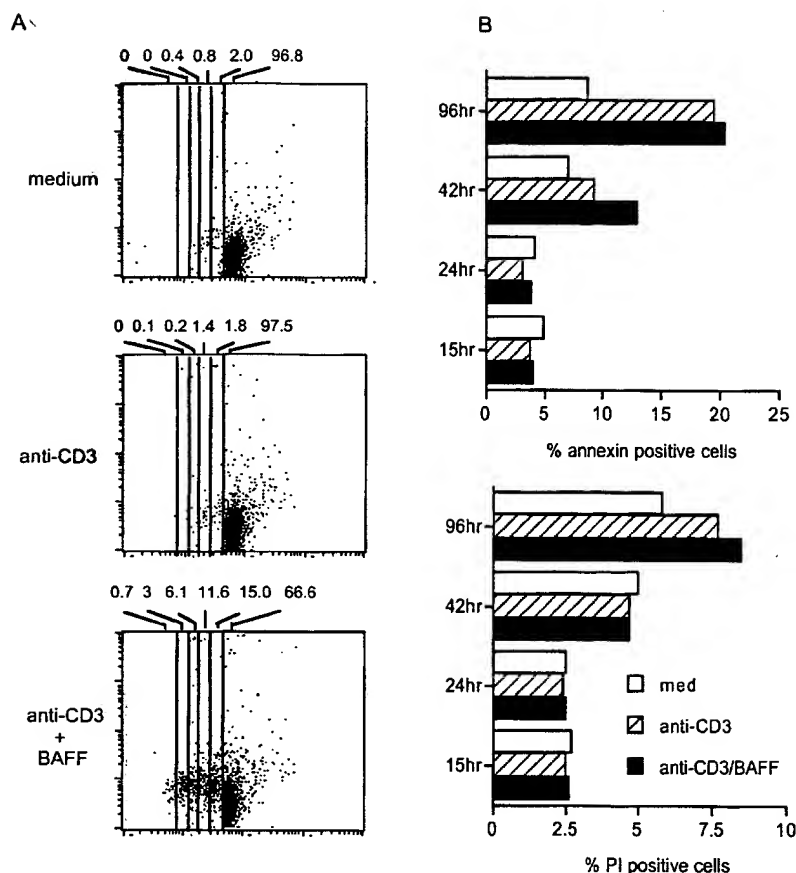 A
0 0 0.4 0.8 2.0 96.8
medium
0 0.1 0.2 1.4 1.8 97.5
anti-CD3
0.7 3 6.1 11.6 15.0 66.6
anti-CD3
+
BAFF
B
96hr
42hr
24hr
15hr
0 5 10 15 20 25
% annexin positive cells
96hr
42hr
24hr
15hr
med
anti-CD3
anti-CD3/BAFF
0 2.5 5 7.5 10
% PI positive cells